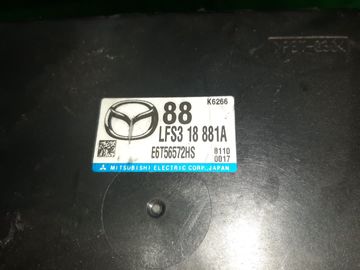 K6266
88
LFS3 18 881A
E6T56572HS
8110
0017
MITSUBISHI ELECTRIC CORP. JAPAN